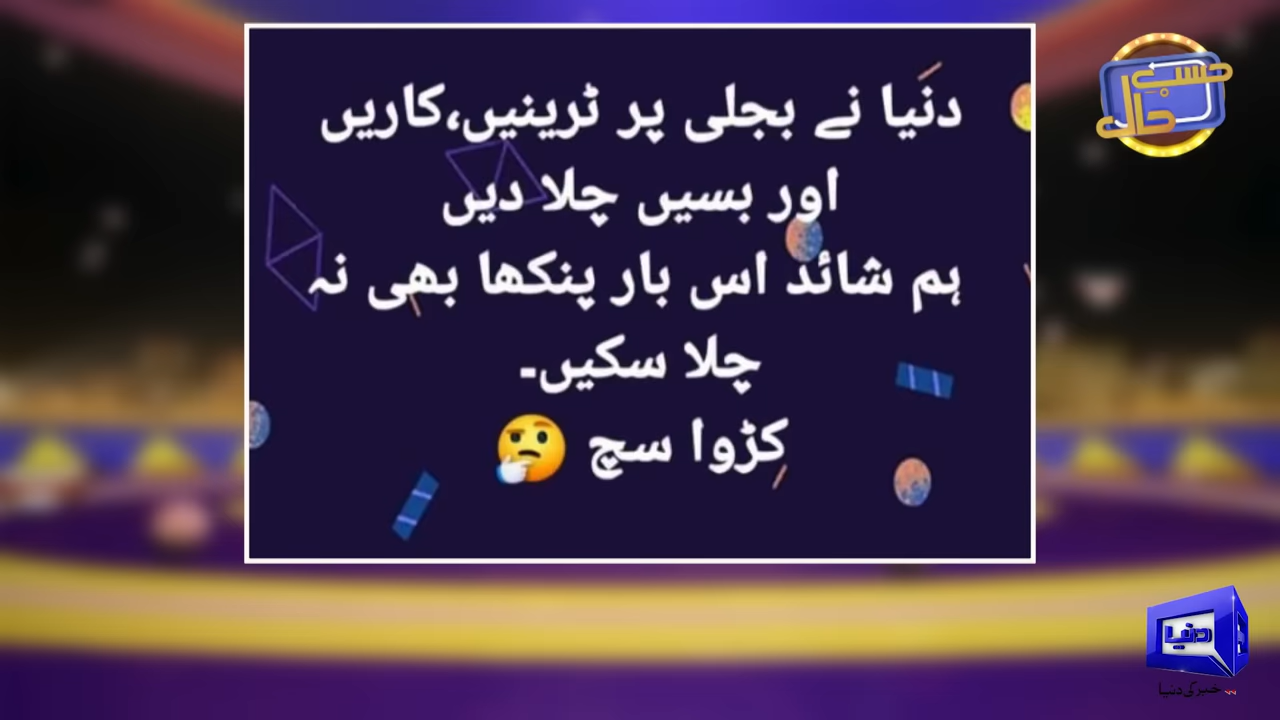 دنیا نے بجلی پر ٹرینیں،کاریں
اور بسیں چلا دیں
ہم شائد اس بار پنکھا بھی نہ
چلا سکیں۔
کڑوا سچ 🤔
حسب
حال
دنیا
خبر کی دنیا